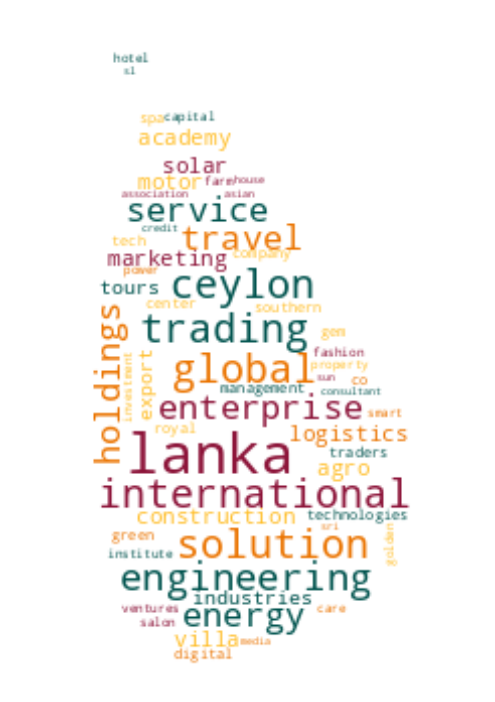 hotel
sl
spa capital
academy
solar
motor farm house
association asian
service
credit
travel
tech
company
marketing
power
tours ceylon
center southern
holdings
trading
gem
fashion
investment
export
global
property
sun co
management consultant
enterprise smart
royal logistics
lanka
traders
agro
international
construction technologies
sri
green
golden
institute solution
engineering
industries
ventures energy care
salon
villa media
digital